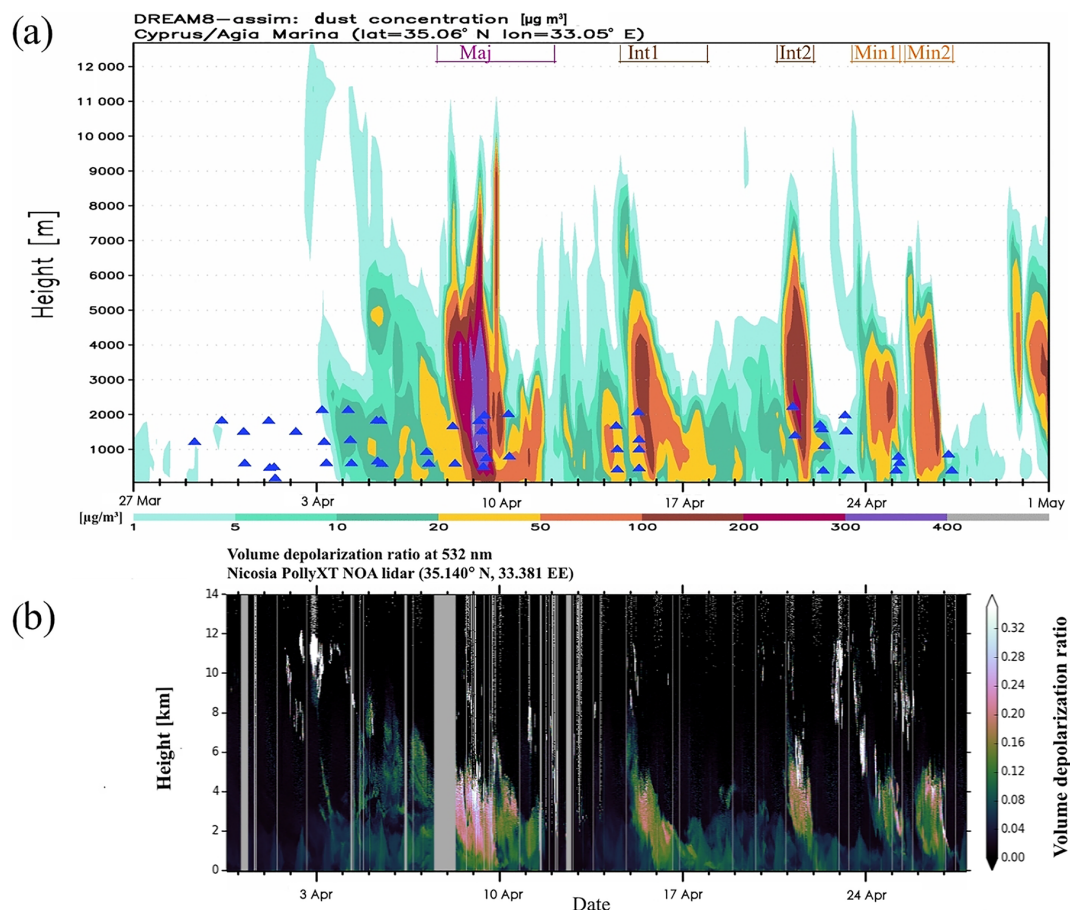 (a)
DREAM8-assim: dust concentration [µg m³]
Cyprus/Agia Marina (lat=35.06° N lon=33.05° E)
Maj Int1 Int2 Min1 Min2
Height [m]
12 000
11 000
10 000
9000
8000
7000
6000
5000
4000
3000
2000
1000
27 Mar 3 Apr 10 Apr 17 Apr 24 Apr 1 May
[µg/m³]
1 5 10 20 50 100 200 300 400
Volume depolarization ratio at 532 nm
Nicosia PollyXT NOA lidar (35.140° N, 33.381 EE)
(b)
Height [km]
14
12
10
8
6
4
2
0
3 Apr 10 Apr 17 Apr 24 Apr
Date
0.32
0.28
0.24
0.20
0.16
0.12
0.08
0.04
0.00
Volume depolarization ratio